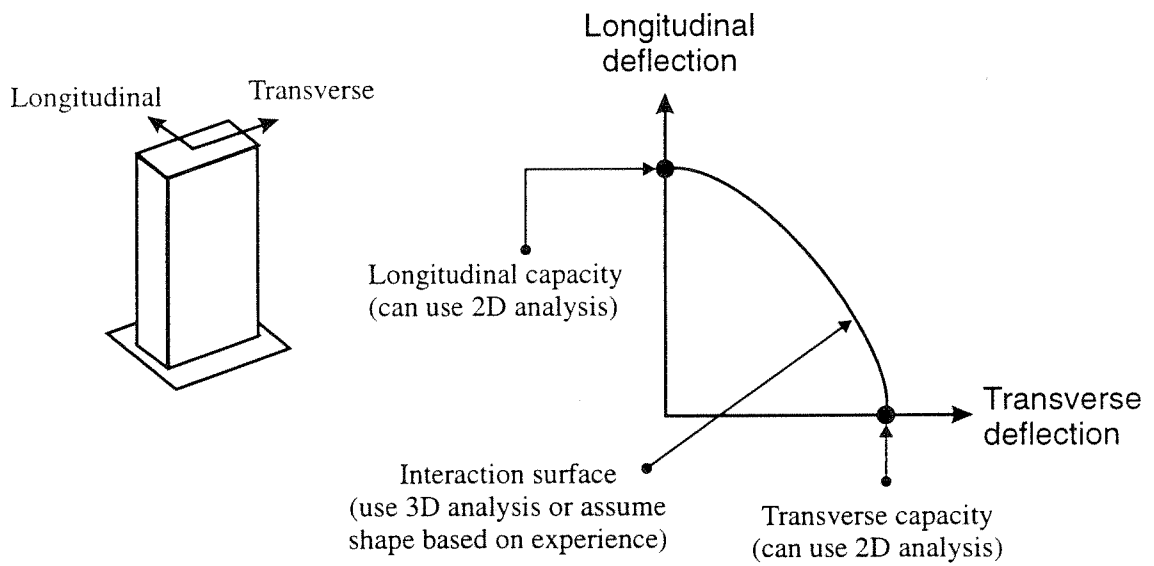 Longitudinal
deflection
Longitudinal
Transverse
Longitudinal capacity
(can use 2D analysis)
Transverse
deflection
Interaction surface
(use 3D analysis or assume
shape based on experience)
Transverse capacity
(can use 2D analysis)